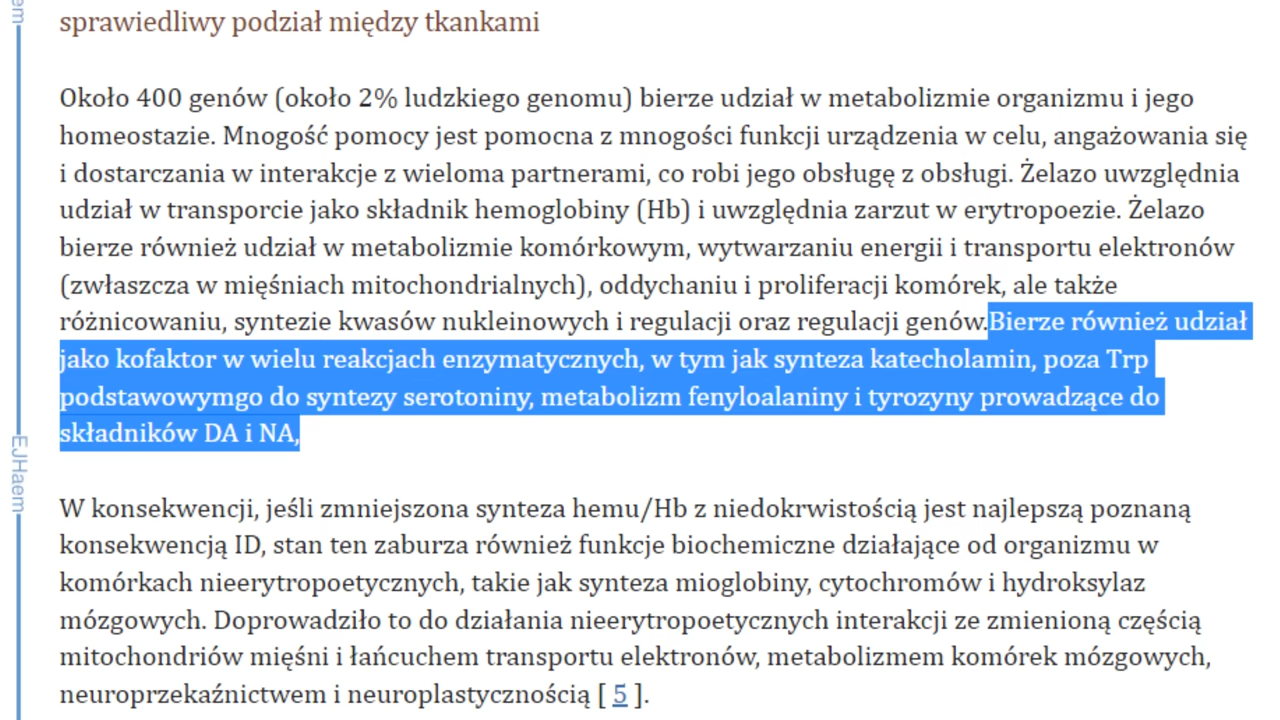 sprawiedliwy podział między tkankami
Około 400 genów (około 2% ludzkiego genomu) bierze udział w metabolizmie organizmu i jego
homeostazie. Mnogość pomocy jest pomocna z mnogości funkcji urządzenia w celu, angażowania się
i dostarczania w interakcje z wieloma partnerami, co robi jego obsługę z obsługi. Żelazo uwzględnia
udział w transporcie jako składnik hemoglobiny (Hb) i uwzględnia zarzut w erytropoezie. Żelazo
bierze również udział w metabolizmie komórkowym, wytwarzaniu energii i transportu elektronów
(zwłaszcza w mięśniach mitochondrialnych), oddychaniu i proliferacji komórek, ale także
różnicowaniu, syntezie kwasów nukleinowych i regulacji oraz regulacji genów.Bierze również udział
jako kofaktor w wielu reakcjach enzymatycznych, w tym jak synteza katecholamin, poza Trp
podstawowymgo do syntezy serotoniny, metabolizm fenyloalaniny i tyrozyny prowadzące do
składników DA i NA,
W konsekwencji, jeśli zmniejszona synteza hemu/Hb z niedokrwistością jest najlepszą poznaną
konsekwencją ID, stan ten zaburza również funkcje biochemiczne działające od organizmu w
komórkach nieerytropoetycznych, takie jak synteza mioglobiny, cytochromów i hydroksylaz
mózgowych. Doprowadziło to do działania nieerytropoetycznych interakcji ze zmienioną częścią
mitochondriów mięśni i łańcuchem transportu elektronów, metabolizmem komórek mózgowych,
neuroprzekaźnictwem i neuroplastycznością [ 5 ].
em
EJHaem